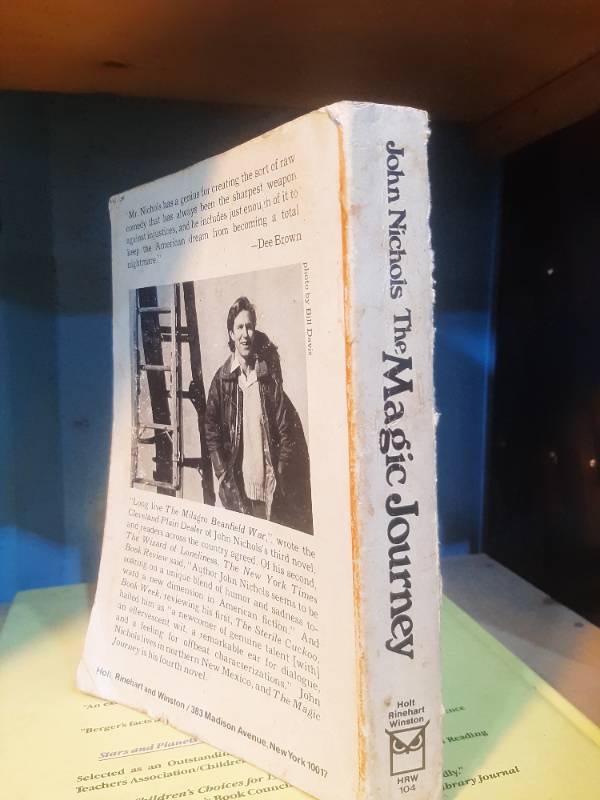 "Mr. Nichols has a genius for creating the sort of raw
comedy that has always been the sharpest weapon
against injustices, and he includes just enough of it to
keep the American dream from becoming a total
nightmare."
—Dee Brown
photo by Bill Davis
"Long live The Milagro Beanfield War," wrote the
Cleveland Plain Dealer of John Nichols's third novel,
and readers across the country agreed. Of his second,
The Wizard of Loneliness, The New York Times
Book Review said, "Author John Nichols seems to be
soaring on a unique blend of humor and sadness to-
ward a new dimension in American fiction." And
Book Week, reviewing his first, The Sterile Cuckoo,
hailed him as "a newcomer of genuine talent [with]
an effervescent wit, a remarkable ear for dialogue,
and a feeling for offbeat characterizations." John
Nichols lives in northern New Mexico, and The Magic
Journey is his fourth novel.
Holt, Rinehart and Winston / 383 Madison Avenue, New York 10017
John Nichols The Magic Journey
Holt
Rinehart
Winston
HRW
104
"Berger's facts
Stars and Planets
Selected as an Outstanding
Teachers Association/Children
Children's Choices for
Book Council
Reading
Library Journal